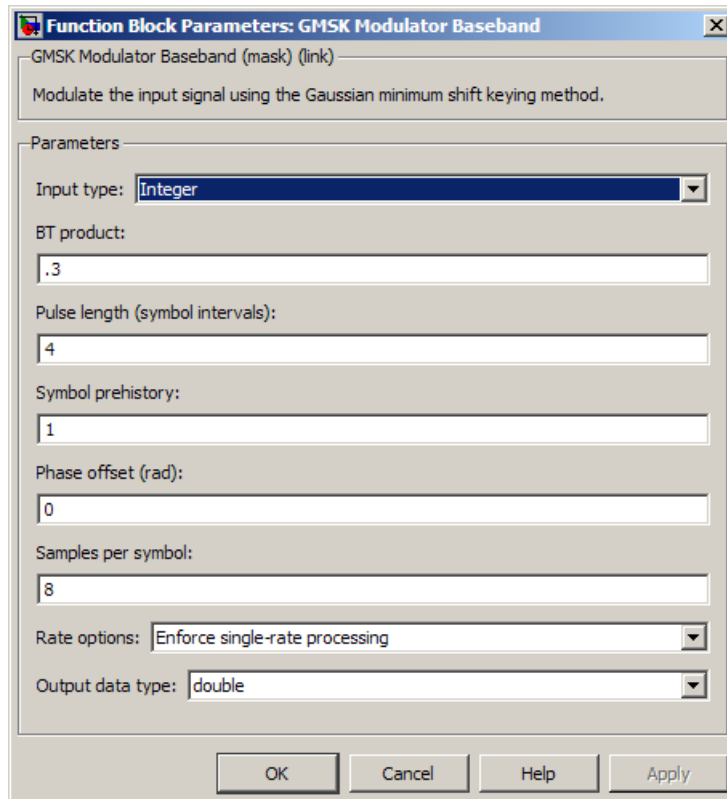 Function Block Parameters: GMSK Modulator Baseband
GMSK Modulator Baseband (mask) (link)
Modulate the input signal using the Gaussian minimum shift keying method.
Parameters
Input type: Integer
BT product:
.3
Pulse length (symbol intervals):
4
Symbol prehistory:
1
Phase offset (rad):
0
Samples per symbol:
8
Rate options: Enforce single-rate processing
Output data type: double
OK Cancel Help Apply